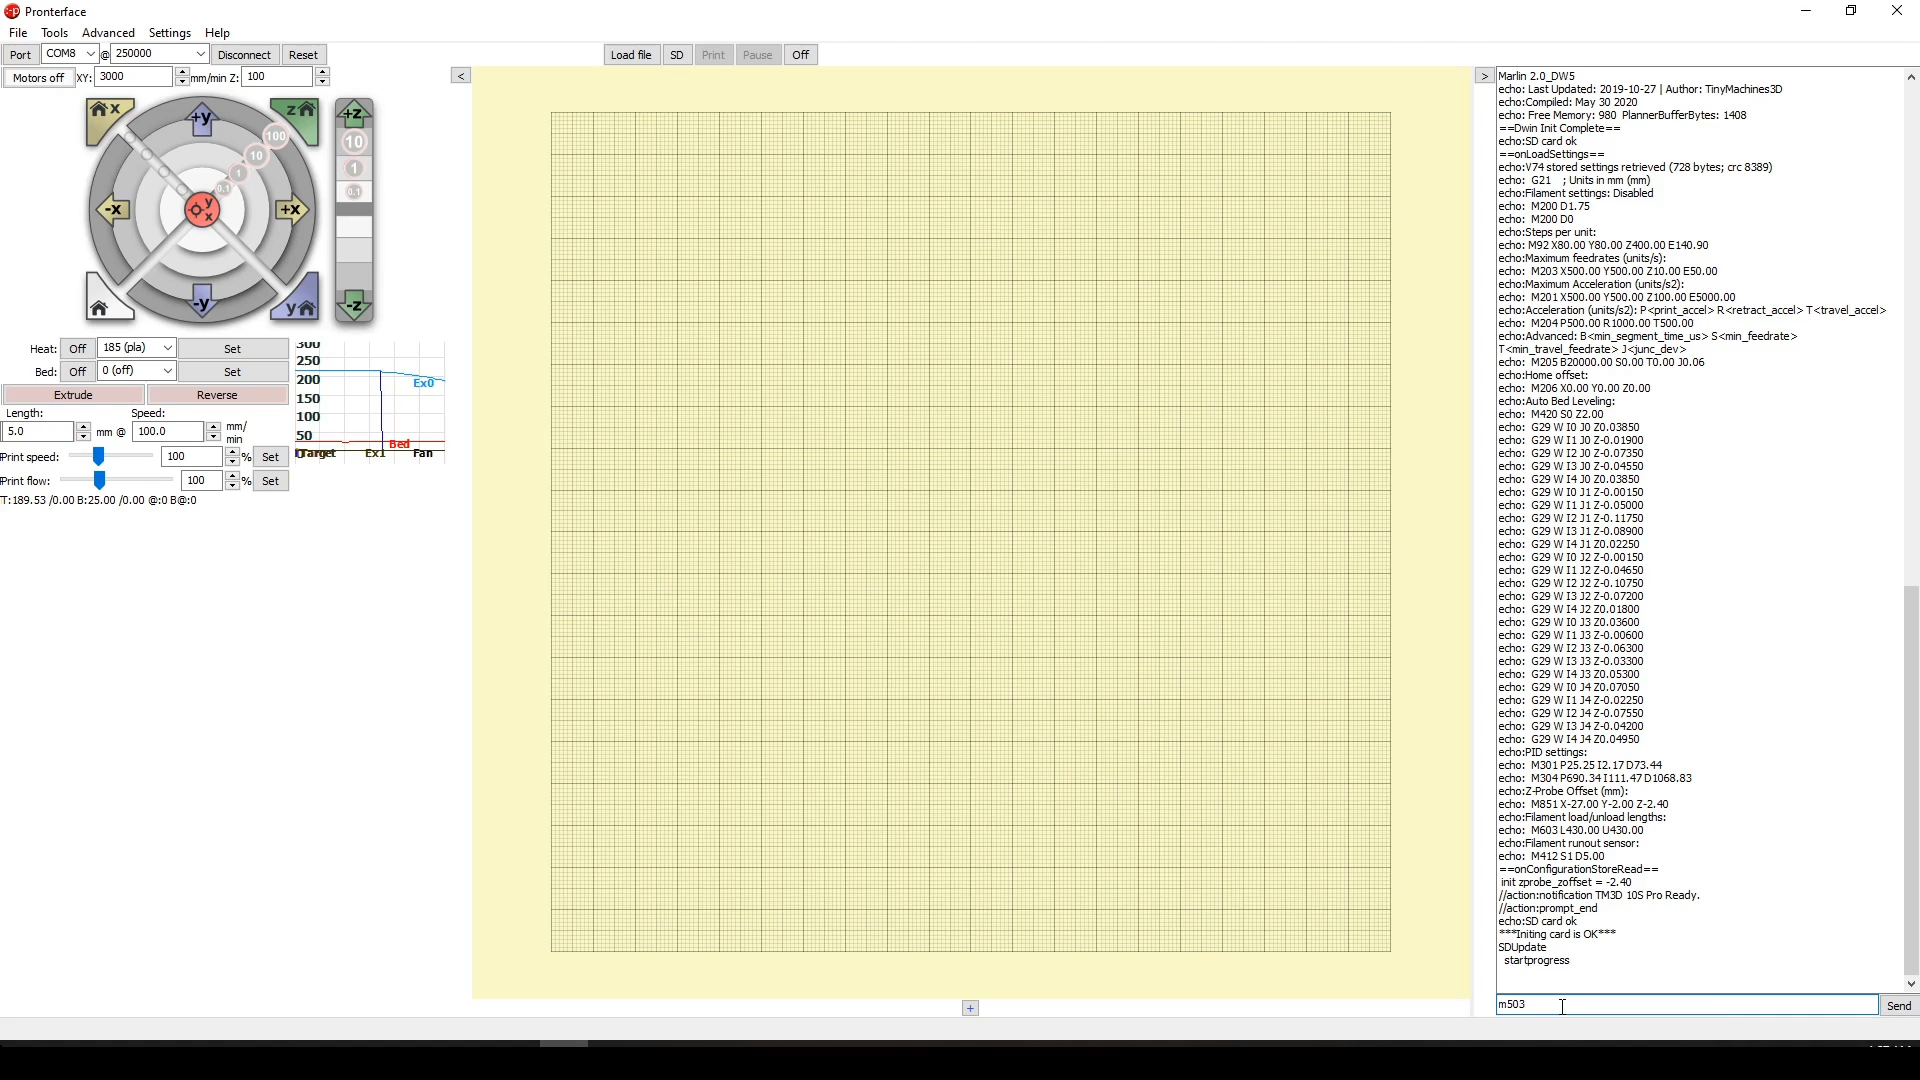 Pronterface
File Tools Advanced Settings Help
Port COM8 @ 250000 Disconnect Reset Load file SD Print Pause Off
Motors off XY: 3000 mm/min Z: 100
< >
x z
+y
100
10
1
0.1
-x y x +x
-y
y
+Z
10
1
0.1
-Z
Heat: Off 185 (pla) Set
Bed: Off 0 (off) Set
Extrude Reverse
Length: Speed:
5.0 mm @ 100.0 mm/
min
Print speed: 100 % Set
Print flow: 100 % Set
T:189.53 /0.00 B:25.00 /0.00 @:0 B@:0
300
250
200
150
100
50
Ex0
Bed
Target Ex1 Fan
+
Marlin 2.0_DW5
echo: Last Updated: 2019-10-27 | Author: TinyMachines3D
echo:Compiled: May 30 2020
echo: Free Memory: 980 PlannerBufferBytes: 1408
==Dwin Init Complete==
echo:SD card ok
==onLoadSettings==
echo:V74 stored settings retrieved (728 bytes; crc 8389)
echo: G21 ; Units in mm (mm)
echo:Filament settings: Disabled
echo: M200 D1.75
echo: M200 D0
echo:Steps per unit:
echo: M92 X80.00 Y80.00 Z400.00 E140.90
echo:Maximum feedrates (units/s):
echo: M203 X500.00 Y500.00 Z10.00 E50.00
echo:Maximum Acceleration (units/s2):
echo: M201 X500.00 Y500.00 Z100.00 E5000.00
echo:Acceleration (units/s2): P<print_accel> R<retract_accel> T<travel_accel>
echo: M204 P500.00 R1000.00 T500.00
echo:Advanced: B<min_segment_time_us> S<min_feedrate>
T<min_travel_feedrate> J<junc_dev>
echo: M205 B20000.00 S0.00 T0.00 J0.06
echo:Home offset:
echo: M206 X0.00 Y0.00 Z0.00
echo:Auto Bed Leveling:
echo: M420 S0 Z2.00
echo: G29 W I0 J0 Z0.03850
echo: G29 W I1 J0 Z-0.01900
echo: G29 W I2 J0 Z-0.07350
echo: G29 W I3 J0 Z-0.04550
echo: G29 W I4 J0 Z0.03850
echo: G29 W I0 J1 Z-0.00150
echo: G29 W I1 J1 Z-0.05000
echo: G29 W I2 J1 Z-0.11750
echo: G29 W I3 J1 Z-0.08900
echo: G29 W I4 J1 Z0.02250
echo: G29 W I0 J2 Z-0.00150
echo: G29 W I1 J2 Z-0.04650
echo: G29 W I2 J2 Z-0.10750
echo: G29 W I3 J2 Z-0.07200
echo: G29 W I4 J2 Z0.01800
echo: G29 W I0 J3 Z0.03600
echo: G29 W I1 J3 Z-0.00600
echo: G29 W I2 J3 Z-0.06300
echo: G29 W I3 J3 Z-0.03300
echo: G29 W I4 J3 Z0.05300
echo: G29 W I0 J4 Z0.07050
echo: G29 W I1 J4 Z-0.02250
echo: G29 W I2 J4 Z-0.07550
echo: G29 W I3 J4 Z-0.04200
echo: G29 W I4 J4 Z0.04950
echo:PID settings:
echo: M301 P25.25 I2.17 D73.44
echo: M304 P690.34 I111.47 D1068.83
echo:Z-Probe Offset (mm):
echo: M851 X-27.00 Y-2.00 Z-2.40
echo:Filament load/unload lengths:
echo: M603 L430.00 U430.00
echo:Filament runout sensor:
echo: M412 S1 D5.00
==onConfigurationStoreRead==
init zprobe_zoffset = -2.40
//action:notification TM3D 10S Pro Ready.
//action:prompt_end
echo:SD card ok
***Initing card is OK***
SDUpdate
startprogress
m503 Send